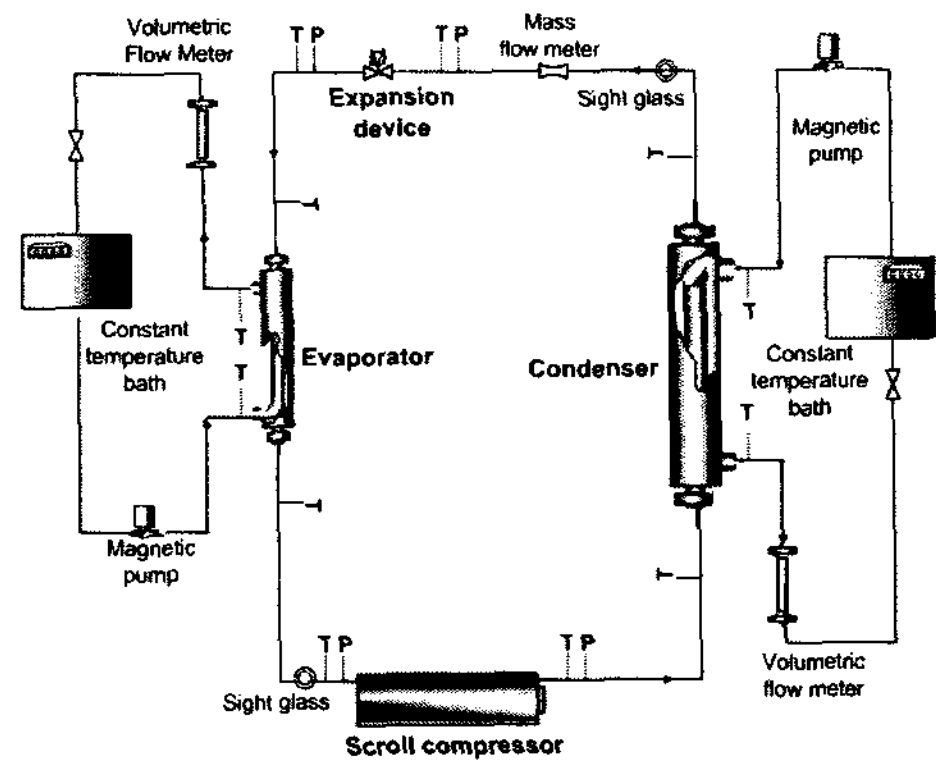 Volumetric
Flow Meter
T P
T P
Mass
flow meter
Expansion
device
Sight glass
Magnetic
pump
T
T
T
T
Constant
temperature
bath
T
Evaporator
Condenser
Constant
temperature
bath
T
T
Magnetic
pump
T
T P
T P
Sight glass
Volumetric
flow meter
Scroll compressor